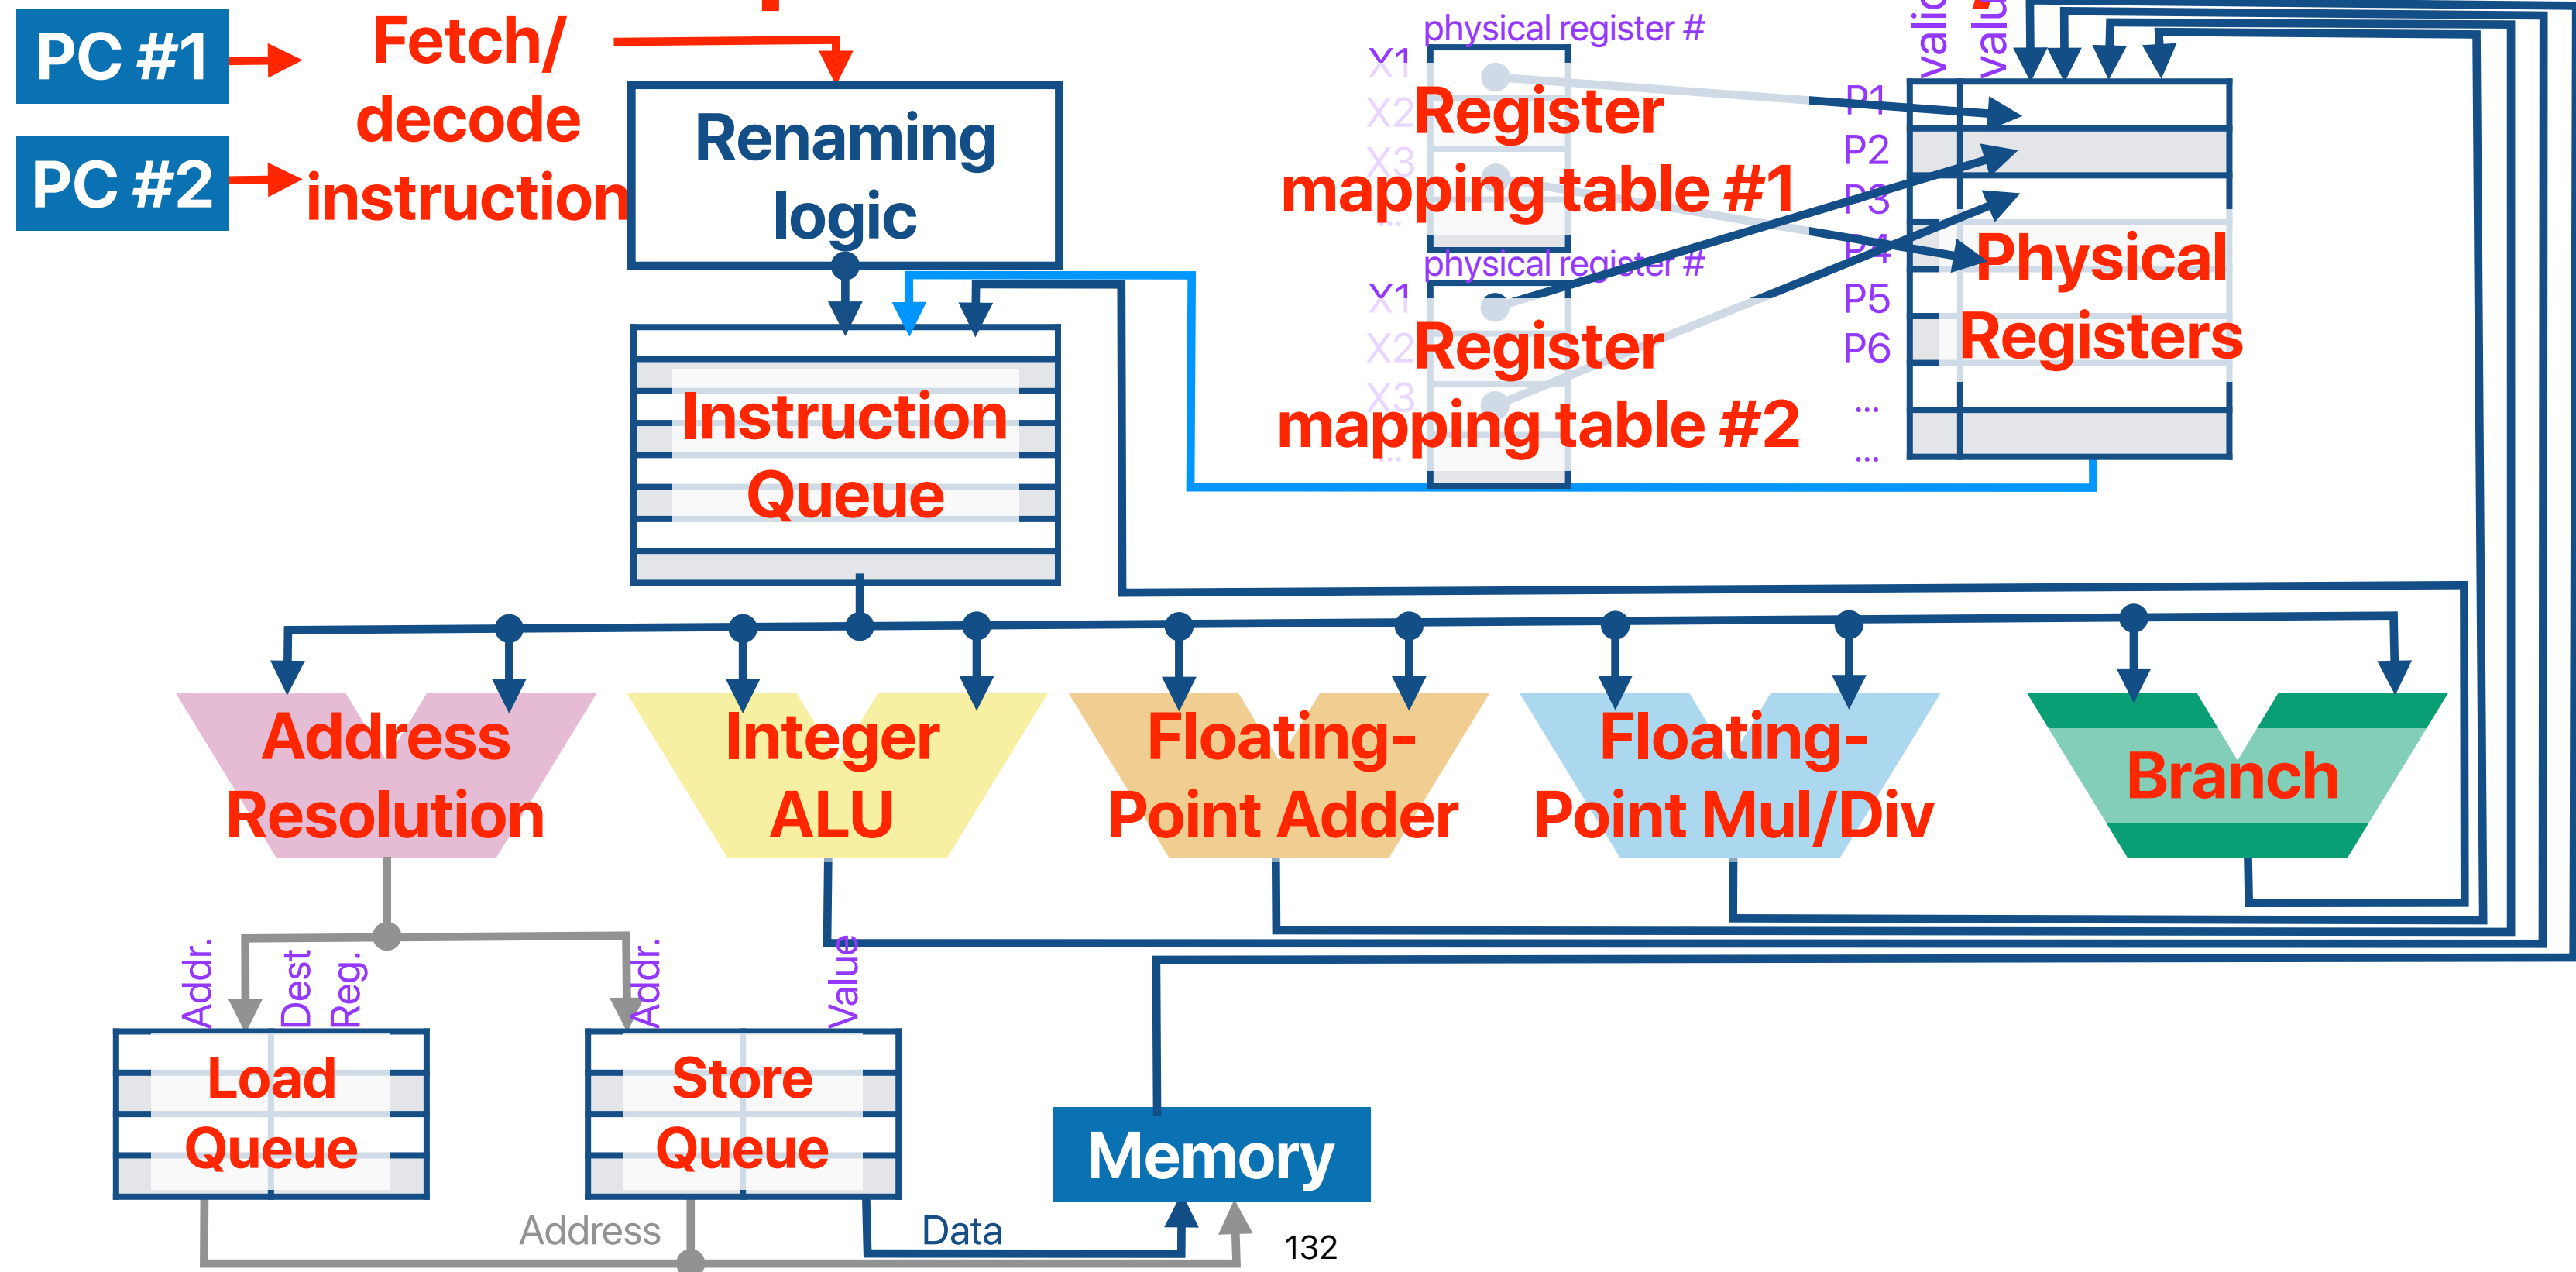 PC #1
PC #2
Fetch/
decode
instruction
Renaming
logic
physical register #
X1
X2
X3
...
Register
mapping table #1
physical register #
X1
X2
X3
...
Register
mapping table #2
P1
P2
P3
P4
P5
P6
...
...
Physical
Registers
Instruction
Queue
Address
Resolution
Integer
ALU
Floating-
Point Adder
Floating-
Point Mul/Div
Branch
Addr.
Dest
Reg.
Addr.
Value
Load
Queue
Store
Queue
Memory
Address
Data
132